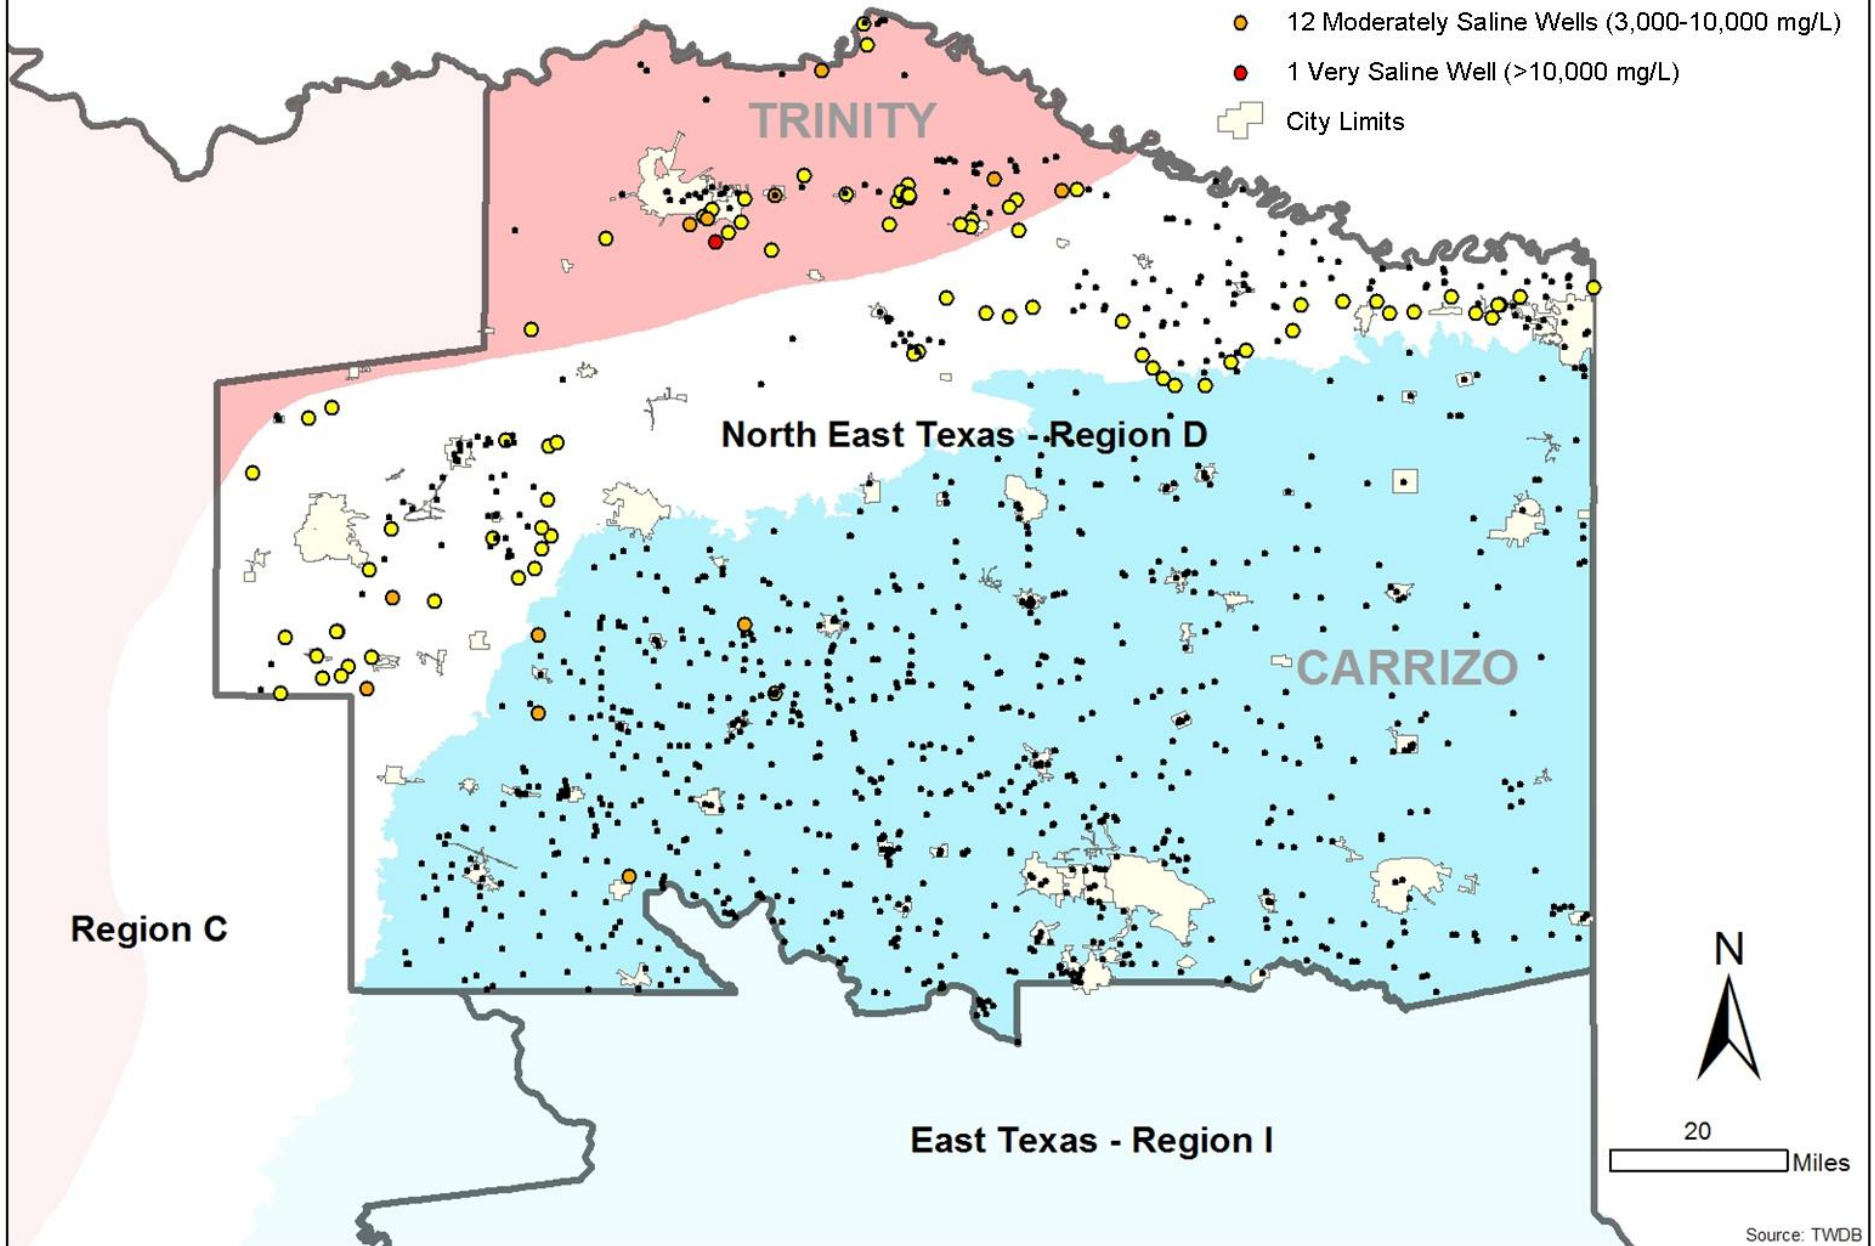 12 Moderately Saline Wells (3,000-10,000 mg/L)
1 Very Saline Well (>10,000 mg/L)
City Limits
TRINITY
North East Texas - Region D
CARRIZO
Region C
N
East Texas - Region I
20
Miles
Source: TWDB